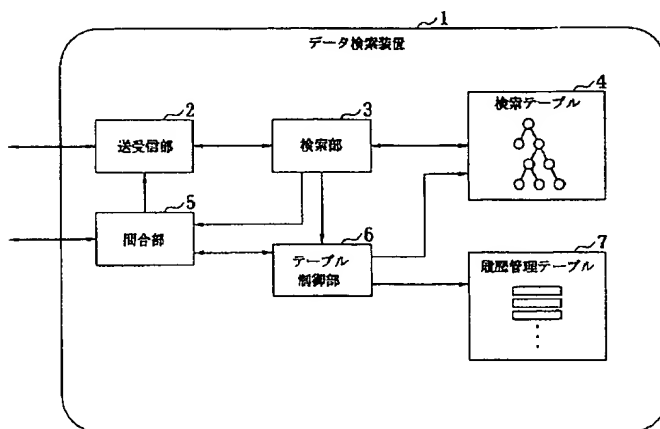 1
データ検索装置
2
送受信部
3
検索部
4
検索テーブル
5
問合部
6
テーブル
制御部
7
履歴管理テーブル